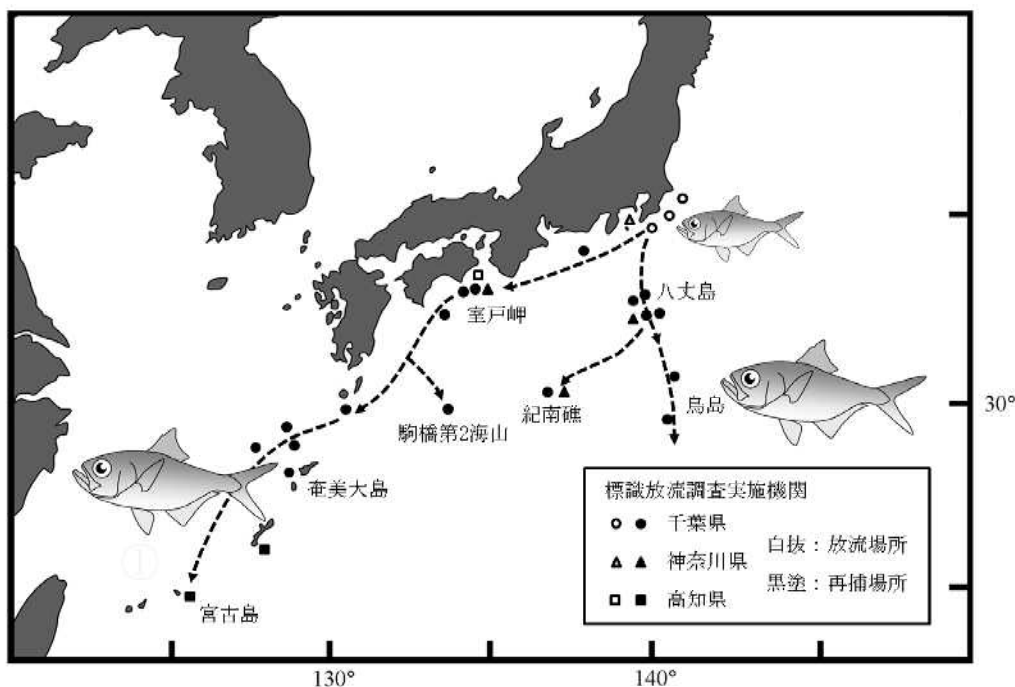 八丈島
室戸岬
鳥島
30°
紀南礁
駒橋第2海山
奄美大島
①
宮古島
標識放流調査実施機関
千葉県
神奈川県
高知県
白抜：放流場所
黒塗：再捕場所
130°
140°